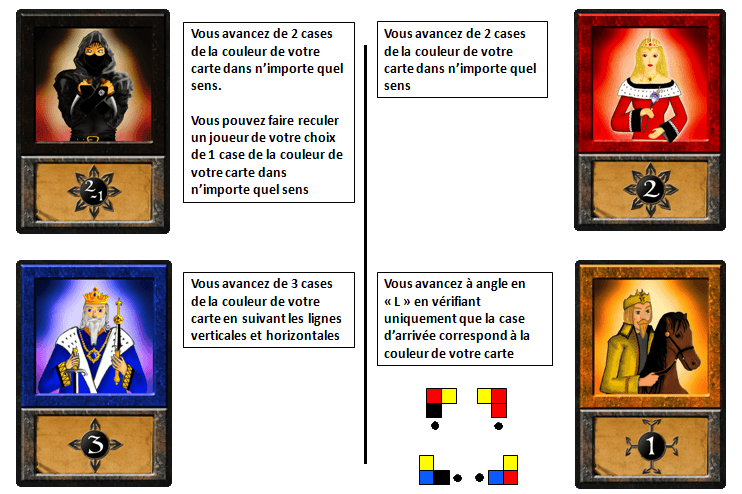 Vous avancez de 2 cases
de la couleur de votre
carte dans n’importe quel
sens.
Vous pouvez faire reculer
un joueur de votre choix
de 1 case de la couleur de
votre carte dans
n’importe quel sens
2
~1
Vous avancez de 2 cases
de la couleur de votre
carte dans n’importe quel
sens
2
Vous avancez de 3 cases
de la couleur de votre
carte en suivant les lignes
verticales et horizontales
3
Vous avancez à angle en
« L » en vérifiant
uniquement que la case
d’arrivée correspond à la
couleur de votre carte
1